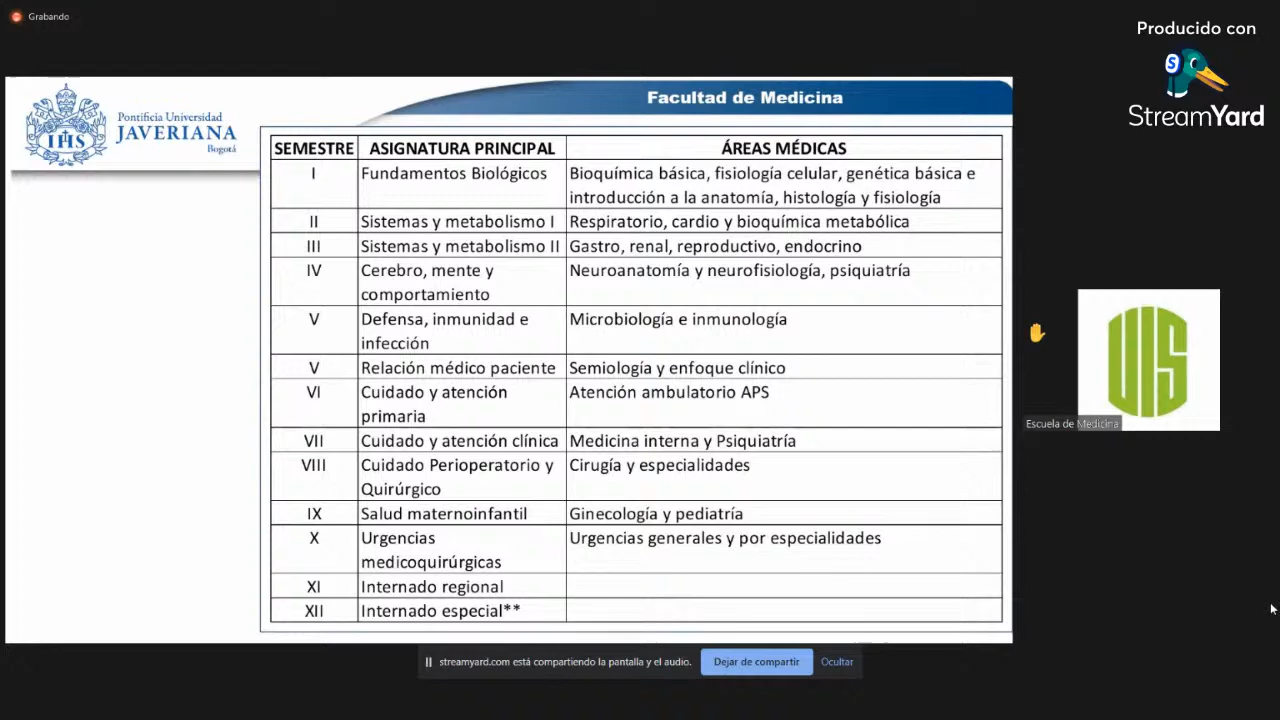 Grabando
Producido con
StreamYard
Pontificia Universidad
JAVERIANA
Bogotá
IHS
Facultad de Medicina
SEMESTRE ASIGNATURA PRINCIPAL ÁREAS MÉDICAS
I Fundamentos Biológicos Bioquímica básica, fisiología celular, genética básica e
introducción a la anatomía, histología y fisiología
II Sistemas y metabolismo I Respiratorio, cardio y bioquímica metabólica
III Sistemas y metabolismo II Gastro, renal, reproductivo, endocrino
IV Cerebro, mente y Neuroanatomía y neurofisiología, psiquiatría
comportamiento
V Defensa, inmunidad e Microbiología e inmunología
infección
V Relación médico paciente Semiología y enfoque clínico
VI Cuidado y atención Atención ambulatorio APS
primaria
VII Cuidado y atención clínica Medicina interna y Psiquiatría
VIII Cuidado Perioperatorio y Cirugía y especialidades
Quirúrgico
IX Salud maternoinfantil Ginecología y pediatría
X Urgencias Urgencias generales y por especialidades
medicoquirúrgicas
XI Internado regional
XII Internado especial**
UIS
Escuela de Medicina
streamyard.com está compartiendo la pantalla y el audio. Dejar de compartir Ocultar